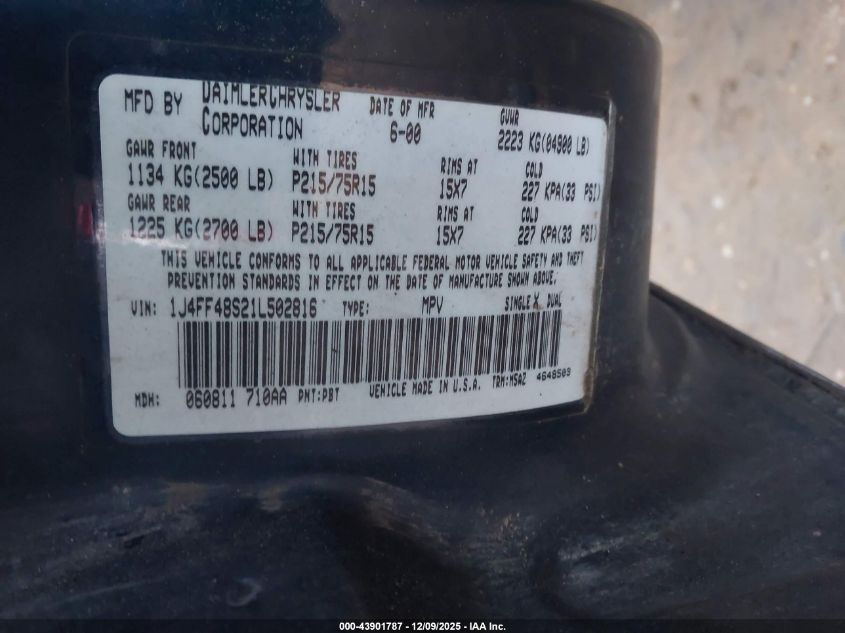 MFD BY DAIMLERCHRYSLER CORPORATION DATE OF MFR 6-00 GVWR 2223 KG(04900 LB)
GAWR FRONT WITH TIRES RIMS AT COLD
1134 KG(2500 LB) P215/75R15 15X7 227 KPA(33 PSI)
GAWR REAR WITH TIRES RIMS AT COLD
1225 KG(2700 LB) P215/75R15 15X7 227 KPA(33 PSI)
THIS VEHICLE CONFORMS TO ALL APPLICABLE FEDERAL MOTOR VEHICLE SAFETY AND THEFT
PREVENTION STANDARDS IN EFFECT ON THE DATE OF MANUFACTURE SHOWN ABOVE.
VIN: 1J4FF48S21L502816 TYPE: MPV SINGLE X DUAL
MDH: 060811 710AA PNT:PBT VEHICLE MADE IN U.S.A. TRM:M5AZ 4648509
000-43901787 - 12/09/2025 - IAA Inc.